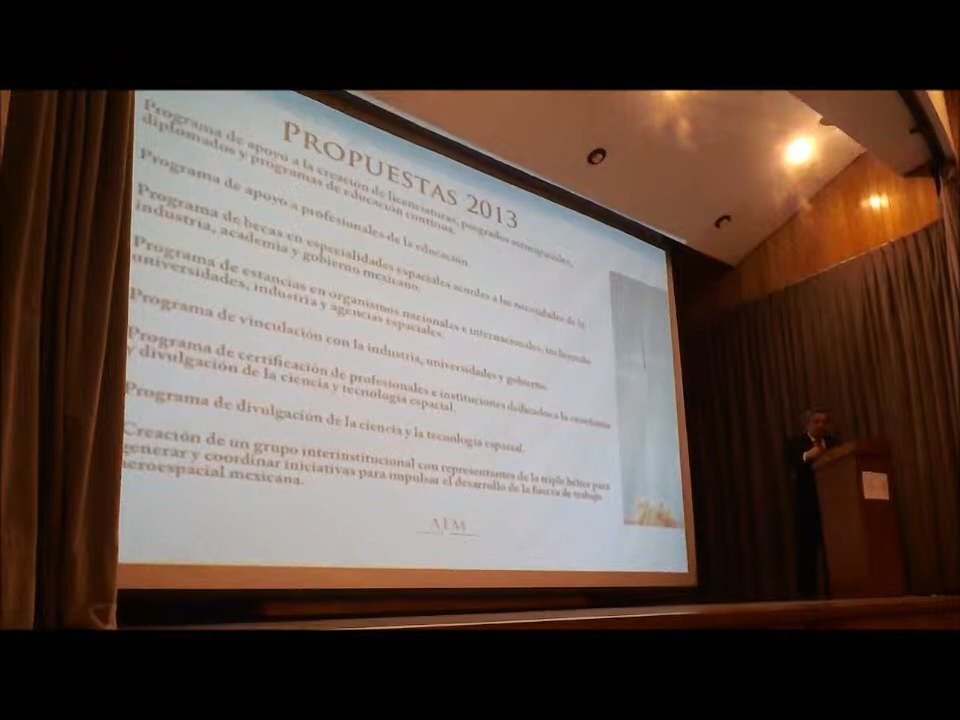 PROPUESTAS 2013
Programa de apoyo a la creación de licenciaturas, posgrados aeroespaciales,
diplomados y programas de educación continua.
Programa de apoyo a profesionales de la educación.
Programa de becas en especialidades espaciales acordes a las necesidades de la
industria, academia y gobierno mexicano.
Programa de estancias en organismos nacionales e internacionales, incluyendo
universidades, industria y agencias espaciales.
Programa de vinculación con la industria, universidades y gobierno.
Programa de certificación de profesionales e instituciones dedicados a la enseñanza
y divulgación de la ciencia y tecnología espacial.
Programa de divulgación de la ciencia y la tecnología espacial.
Creación de un grupo interinstitucional con representantes de la triple hélice para
generar y coordinar iniciativas para impulsar el desarrollo de la fuerza de trabajo
aeroespacial mexicana.
AEM